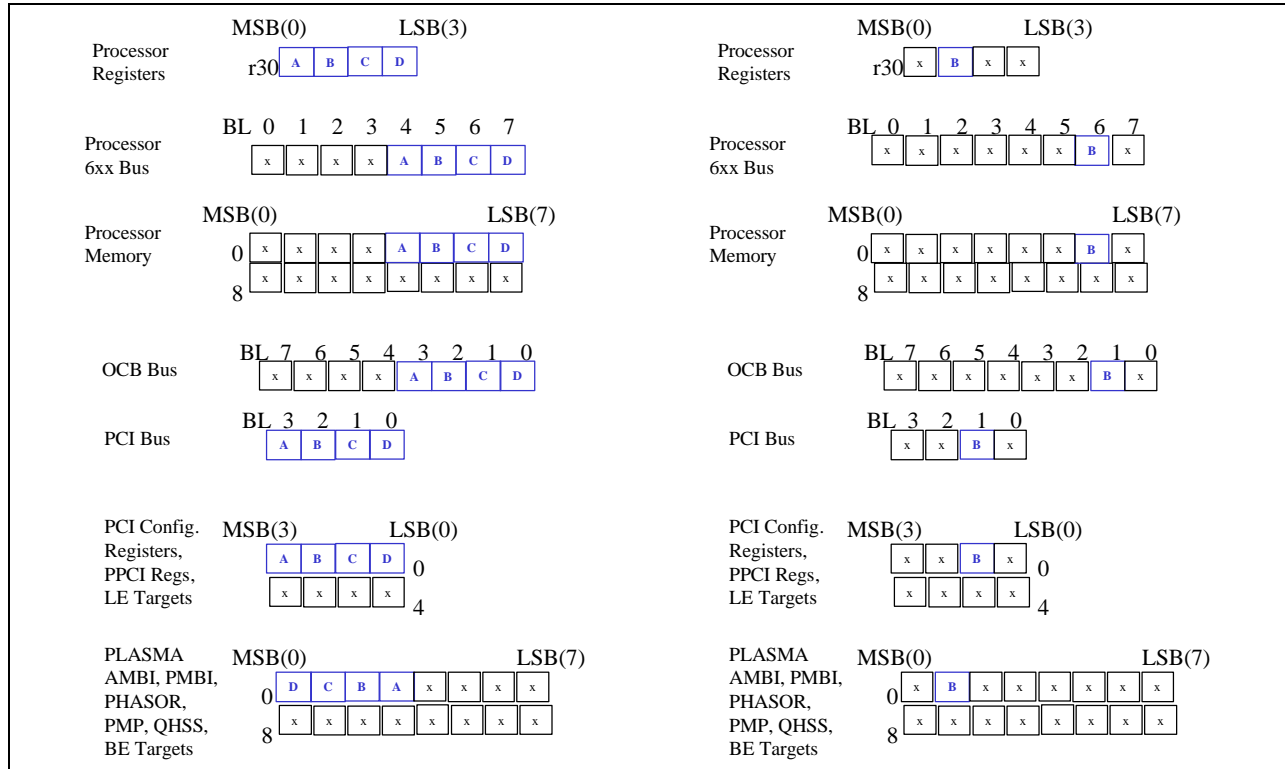 MSB(0) LSB(3)
Processor
Registers
r30 A B C D
BL 0 1 2 3 4 5 6 7
Processor
6xx Bus
x x x x A B C D
MSB(0) LSB(7)
Processor
Memory
0 x x x x A B C D
8 x x x x x x x x
BL 7 6 5 4 3 2 1 0
OCB Bus
x x x x A B C D
BL 3 2 1 0
PCI Bus
A B C D
PCI Config.
Registers,
PPCI Regs,
LE Targets
MSB(3) LSB(0)
A B C D 0
x x x x 4
PLASMA
AMBI, PMBI,
PHASOR,
PMP, QHSS,
BE Targets
MSB(0) LSB(7)
0 D C B A x x x x
8 x x x x x x x x
MSB(0) LSB(3)
Processor
Registers
r30 x B x x
BL 0 1 2 3 4 5 6 7
Processor
6xx Bus
x x x x x x B x
MSB(0) LSB(7)
Processor
Memory
0 x x x x x x B x
8 x x x x x x x x
BL 7 6 5 4 3 2 1 0
OCB Bus
x x x x x x B x
BL 3 2 1 0
PCI Bus
x x B x
PCI Config.
Registers,
PPCI Regs,
LE Targets
MSB(3) LSB(0)
x x B x 0
x x x x 4
PLASMA
AMBI, PMBI,
PHASOR,
PMP, QHSS,
BE Targets
MSB(0) LSB(7)
0 x B x x x x x x
8 x x x x x x x x